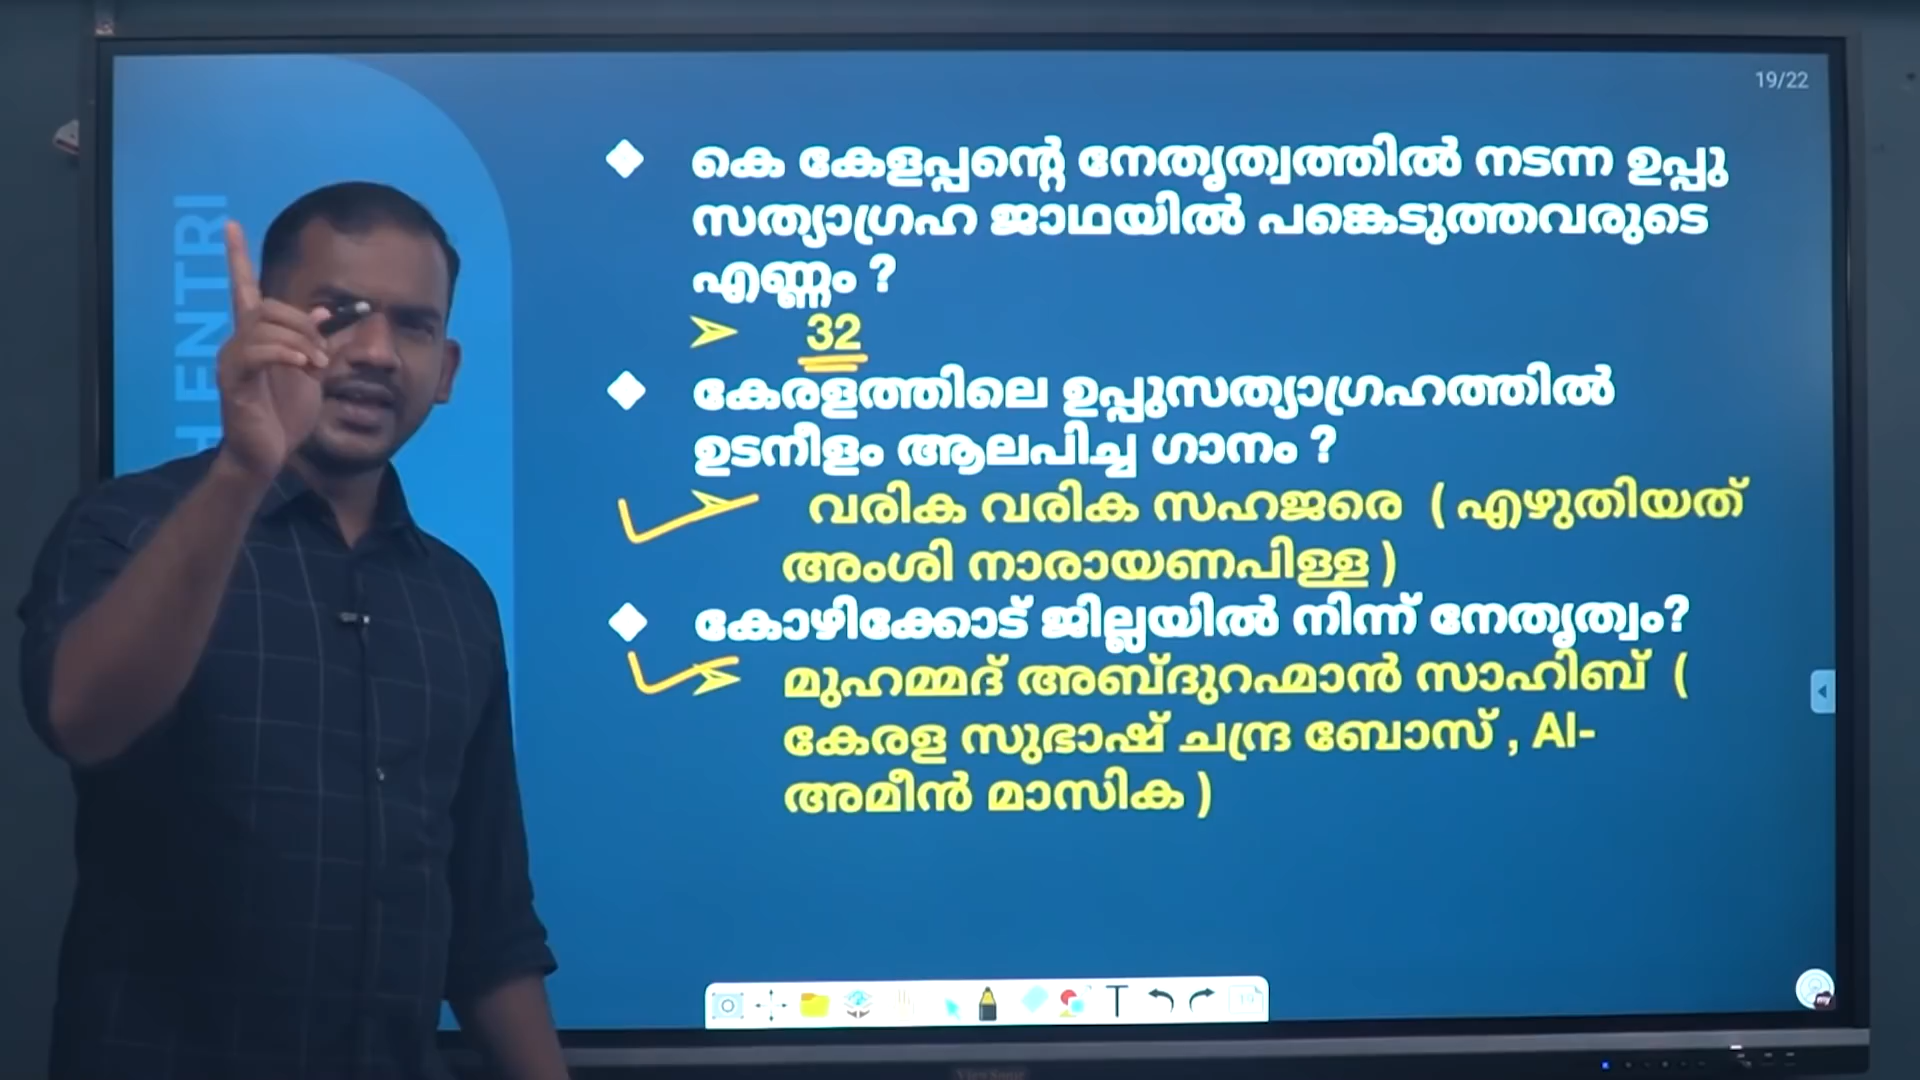 19/22
കെ കേളപ്പന്റെ നേതൃത്വത്തിൽ നടന്ന ഉപ്പു
സത്യാഗ്രഹ ജാഥയിൽ പങ്കെടുത്തവരുടെ
എണ്ണം ?
32
കേരളത്തിലെ ഉപ്പുസത്യാഗ്രഹത്തിൽ
ഉടനീളം ആലപിച്ച ഗാനം ?
വരിക വരിക സഹജരെ ( എഴുതിയത്
അംശി നാരായണപിള്ള )
കോഴിക്കോട് ജില്ലയിൽ നിന്ന് നേതൃത്വം?
മുഹമ്മദ് അബ്ദുറഹ്മാൻ സാഹിബ് (
കേരള സുഭാഷ് ചന്ദ്ര ബോസ് , Al-
അമീൻ മാസിക )
ViewSonic